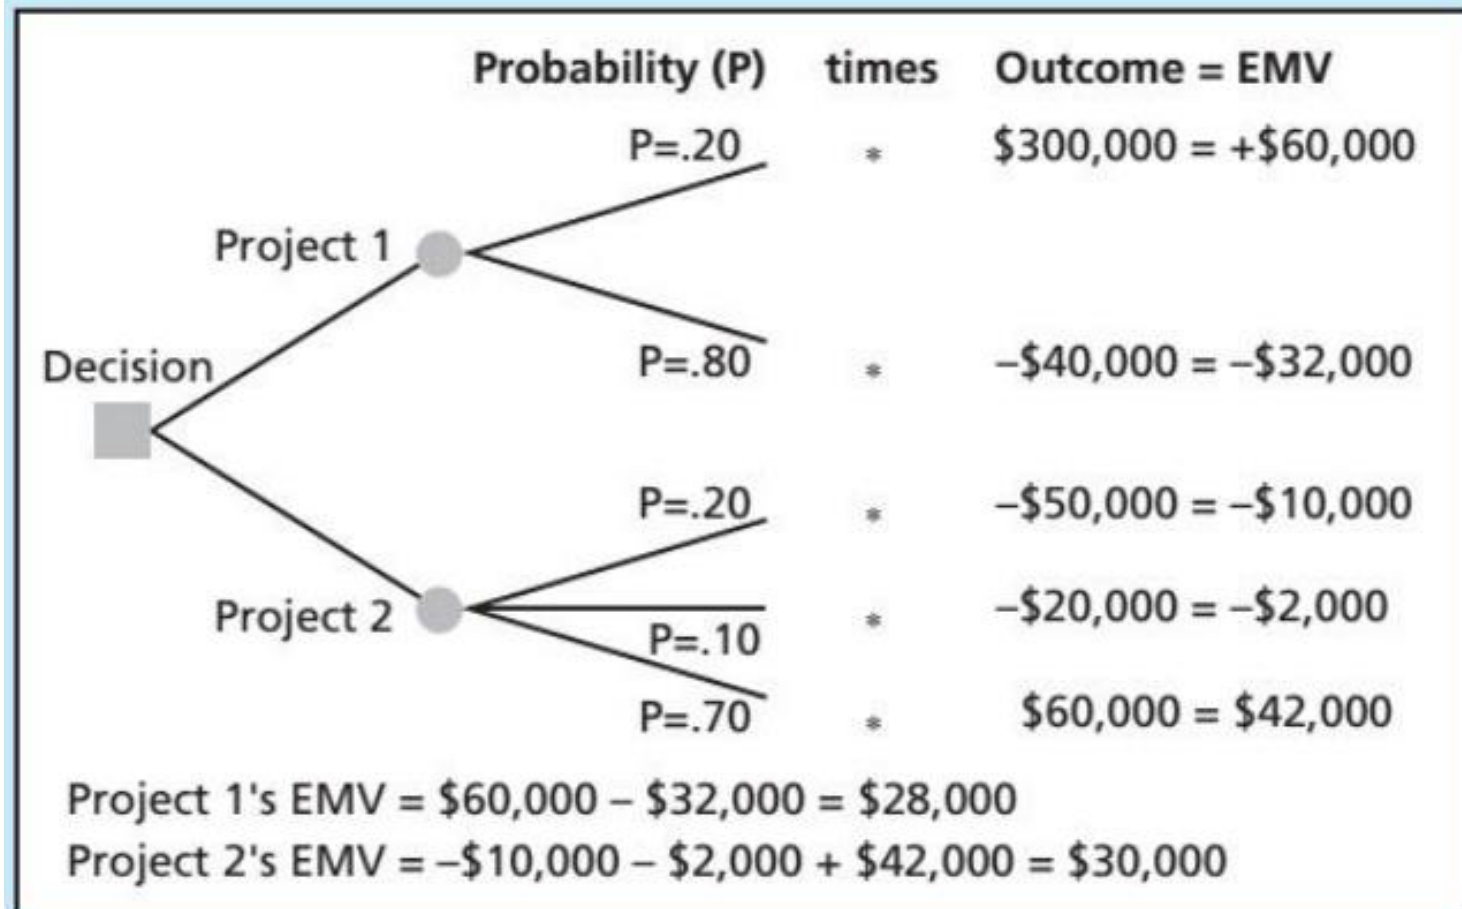 Probability (P) times Outcome = EMV
P=.20 * $300,000 = +$60,000
Project 1
P=.80 * –$40,000 = –$32,000
Decision
P=.20 * –$50,000 = –$10,000
Project 2
P=.10 * –$20,000 = –$2,000
P=.70 * $60,000 = $42,000
Project 1's EMV = $60,000 – $32,000 = $28,000
Project 2's EMV = –$10,000 – $2,000 + $42,000 = $30,000